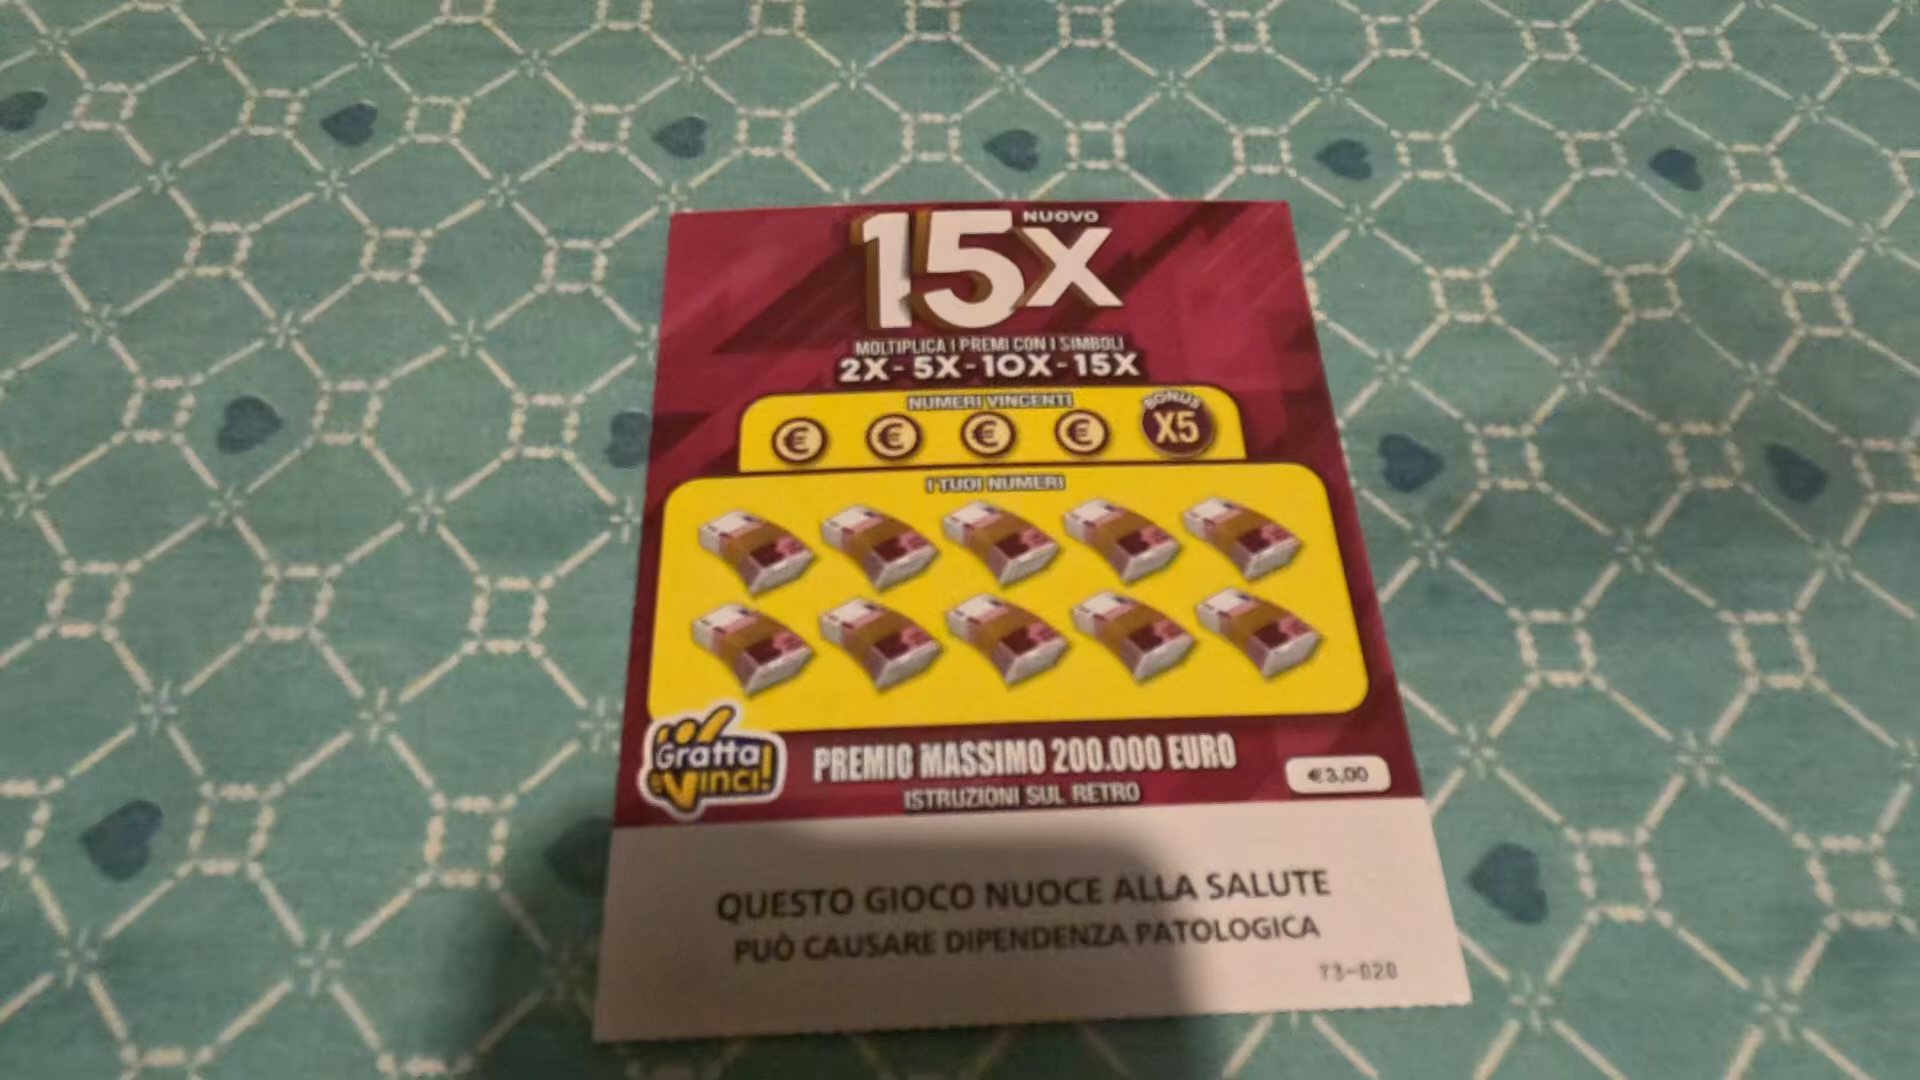 NUOVO
15X
MOLTIPLICA I PREMI CON I SIMBOLI
2X - 5X - 10X - 15X
NUMERI VINCENTI
BONUS
X5
I TUOI NUMERI
Gratta
e Vinci!
PREMIO MASSIMO 200.000 EURO
€3,00
ISTRUZIONI SUL RETRO
QUESTO GIOCO NUOCE ALLA SALUTE
PUÒ CAUSARE DIPENDENZA PATOLOGICA
73-020